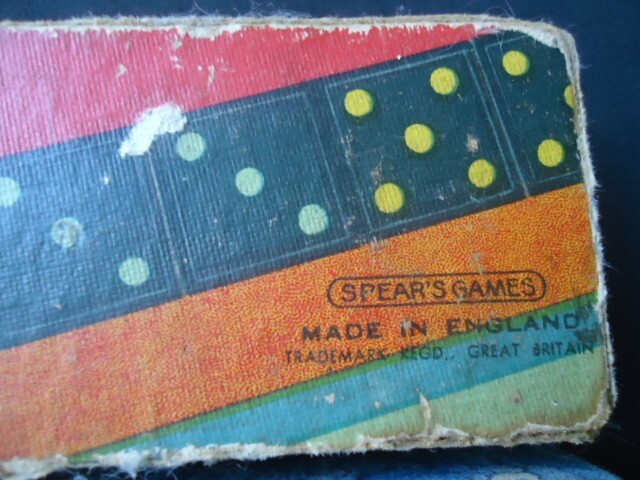 SPEAR'S GAMES
MADE IN ENGLAND
TRADEMARK REGD., GREAT BRITAIN